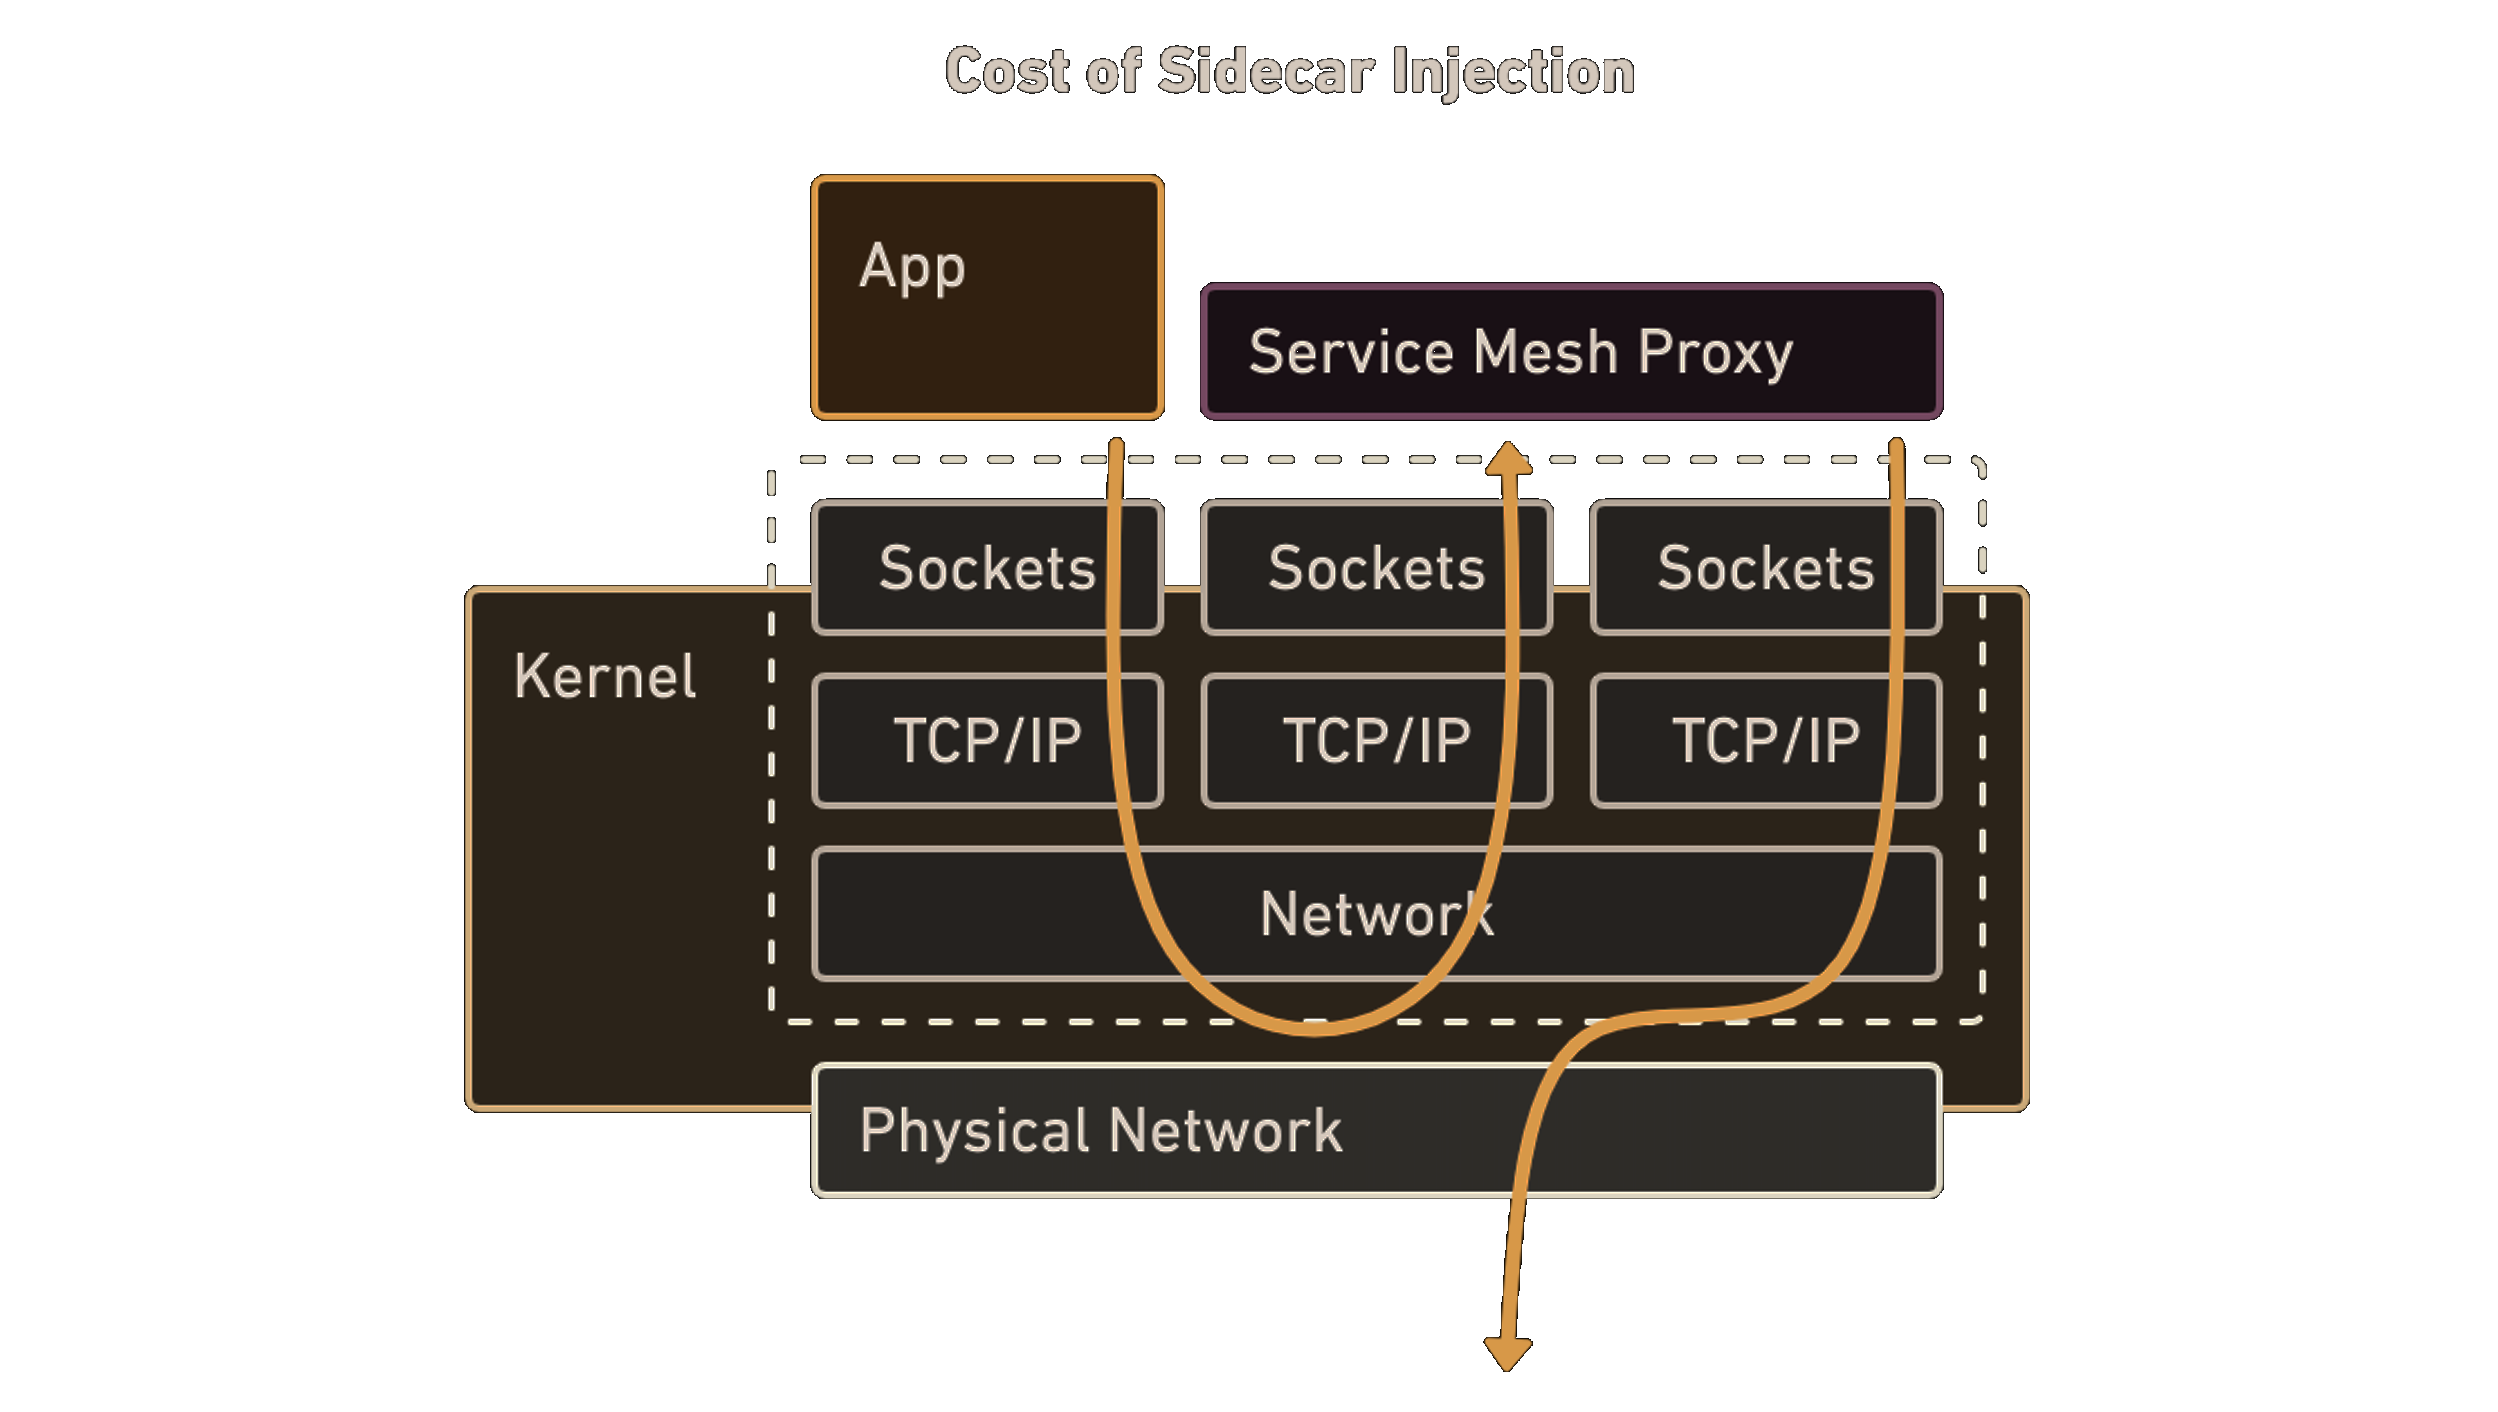 Cost of Sidecar Injection
App
Service Mesh Proxy
Sockets
Sockets
Sockets
Kernel
TCP/IP
TCP/IP
TCP/IP
Network
Physical Network